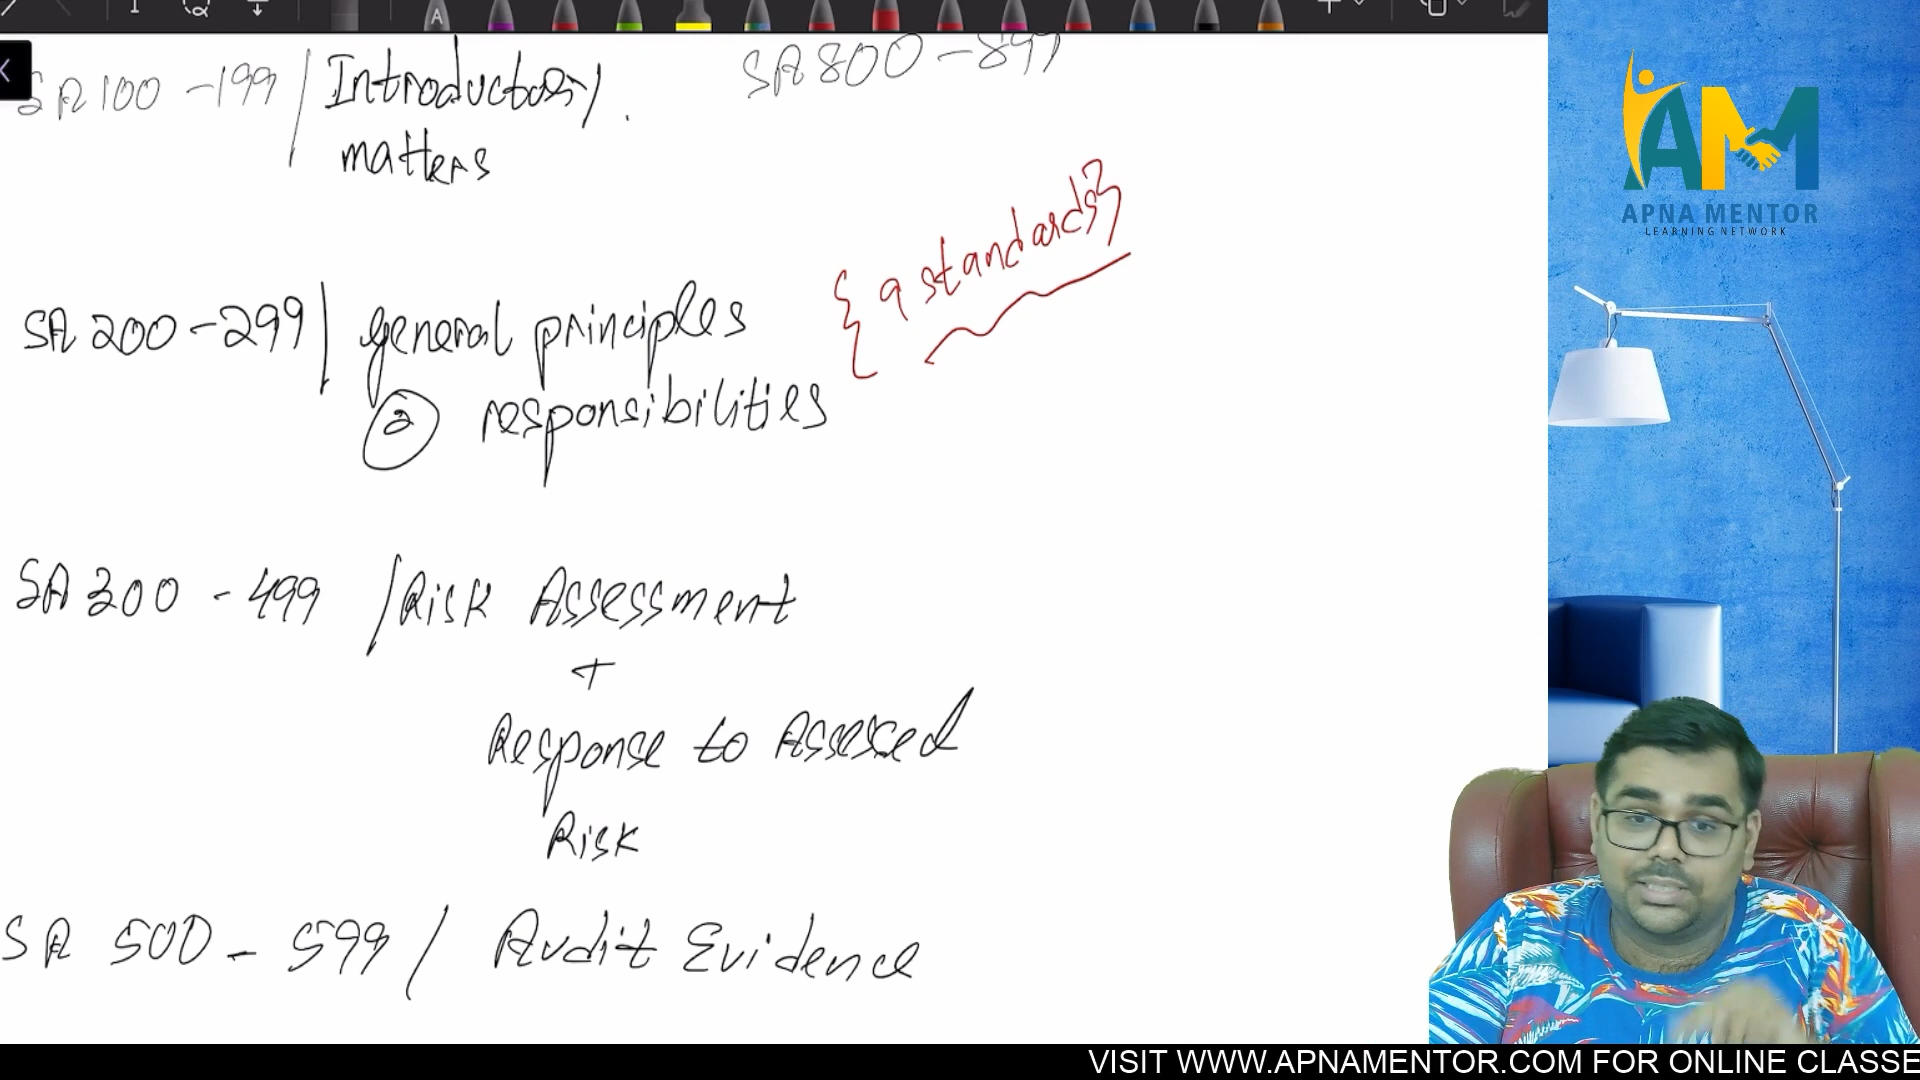 SA 100 - 199 / Introductory
matters
SA 800 - 899
SA 200 - 299 | general principles
& responsibilities
{ 9 standards }
SA 300 - 499 / Risk Assessment
+
Response to Assessed
Risk
SA 500 - 599 / Audit Evidence
AM
APNA MENTOR
LEARNING NETWORK
VISIT WWW.APNAMENTOR.COM FOR ONLINE CLASSE